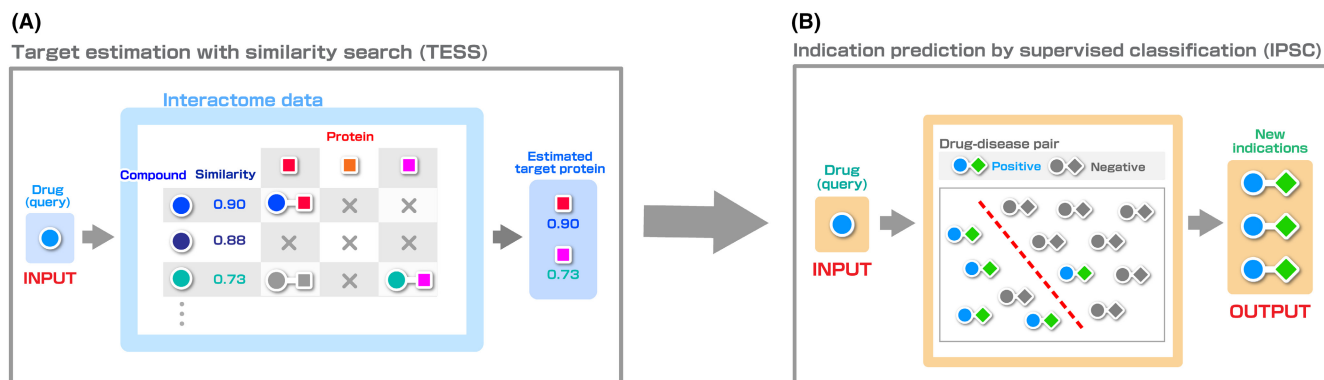 (A)
Target estimation with similarity search (TESS)
Interactome data
Protein
Compound Similarity
Drug
(query)
INPUT
0.90
0.88
0.73
Estimated
target protein
0.90
0.73
(B)
Indication prediction by supervised classification (IPSC)
Drug
(query)
INPUT
Drug-disease pair
Positive Negative
New
indications
OUTPUT